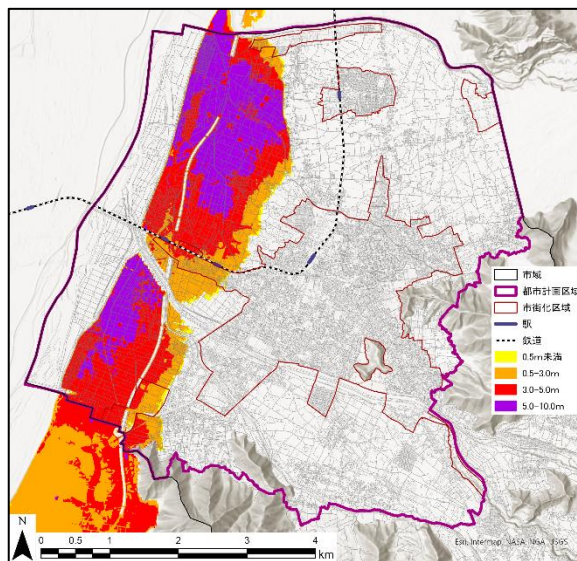 市域
都市計画区域
市街化区域
駅
鉄道
0.5m未満
0.5-3.0m
3.0-5.0m
5.0-10.0m
N
0 0.5 1 2 3 4
km
Esri, Intermap, NASA, NGA, USGS